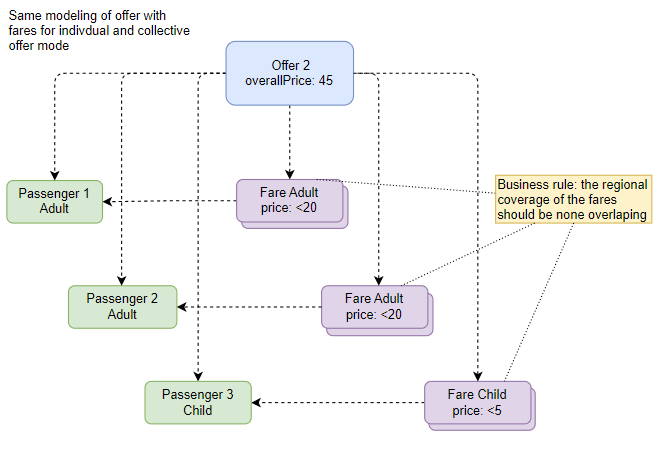 Same modeling of offer with
fares for indivdual and collective
offer mode
Offer 2
overallPrice: 45
Passenger 1
Adult
Fare Adult
price: <20
Business rule: the regional
coverage of the fares
should be none overlaping
Passenger 2
Adult
Fare Adult
price: <20
Passenger 3
Child
Fare Child
price: <5